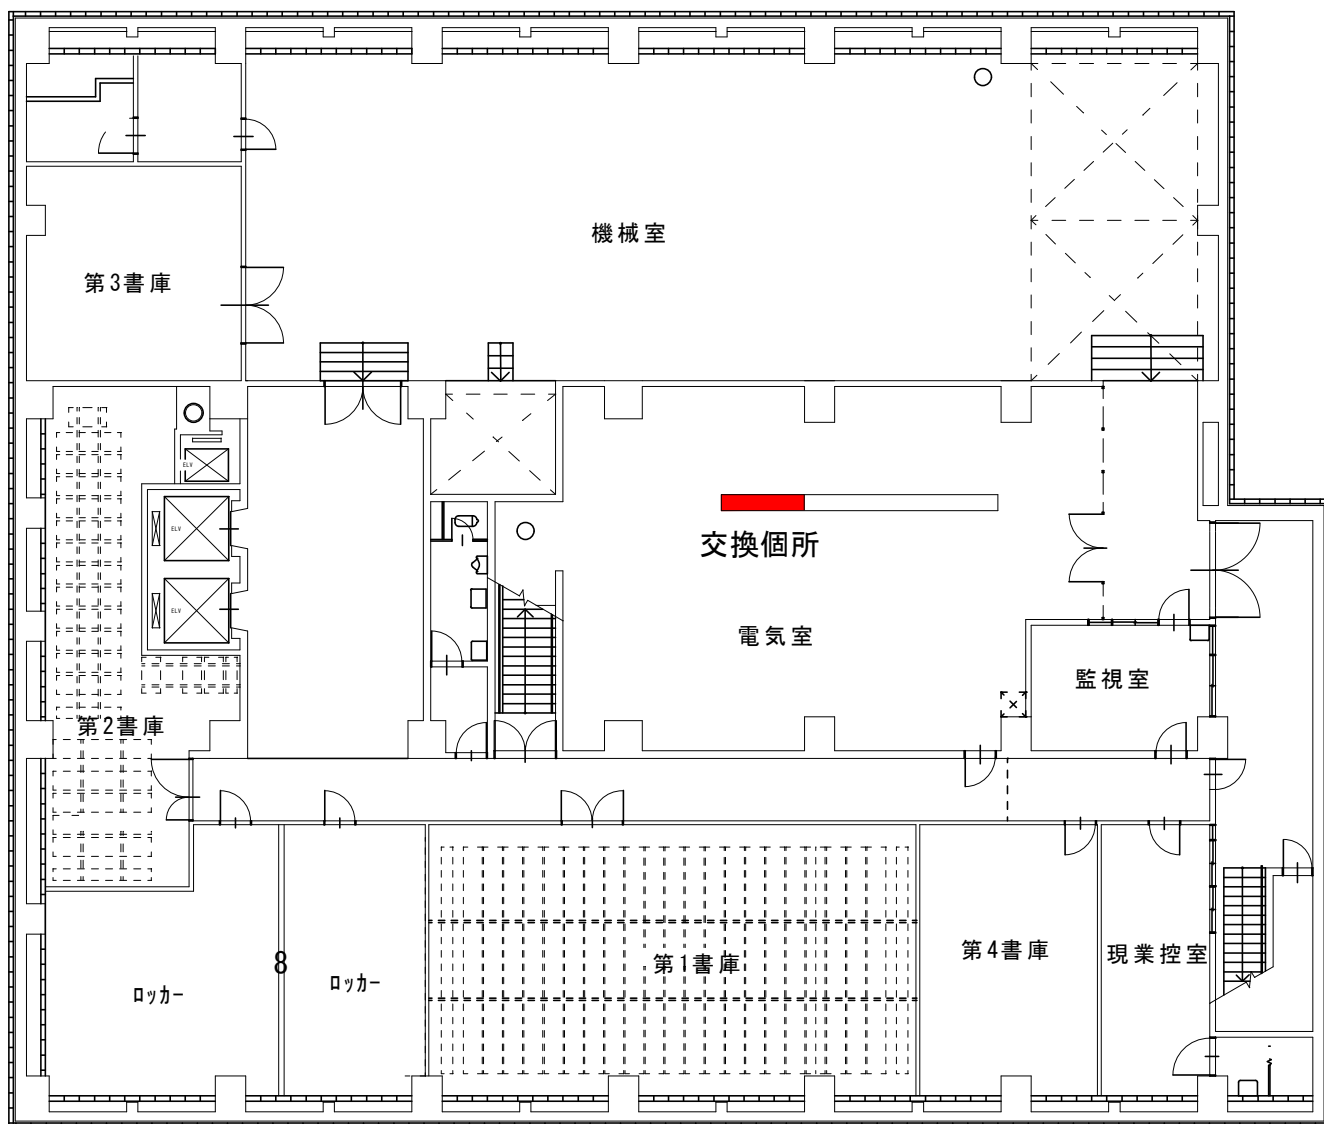 機械室
第3書庫
ELV
ELV
交換個所
ELV
電気室
監視室
第2書庫
8
第1書庫
第4書庫
現業控室
ロッカー
ロッカー